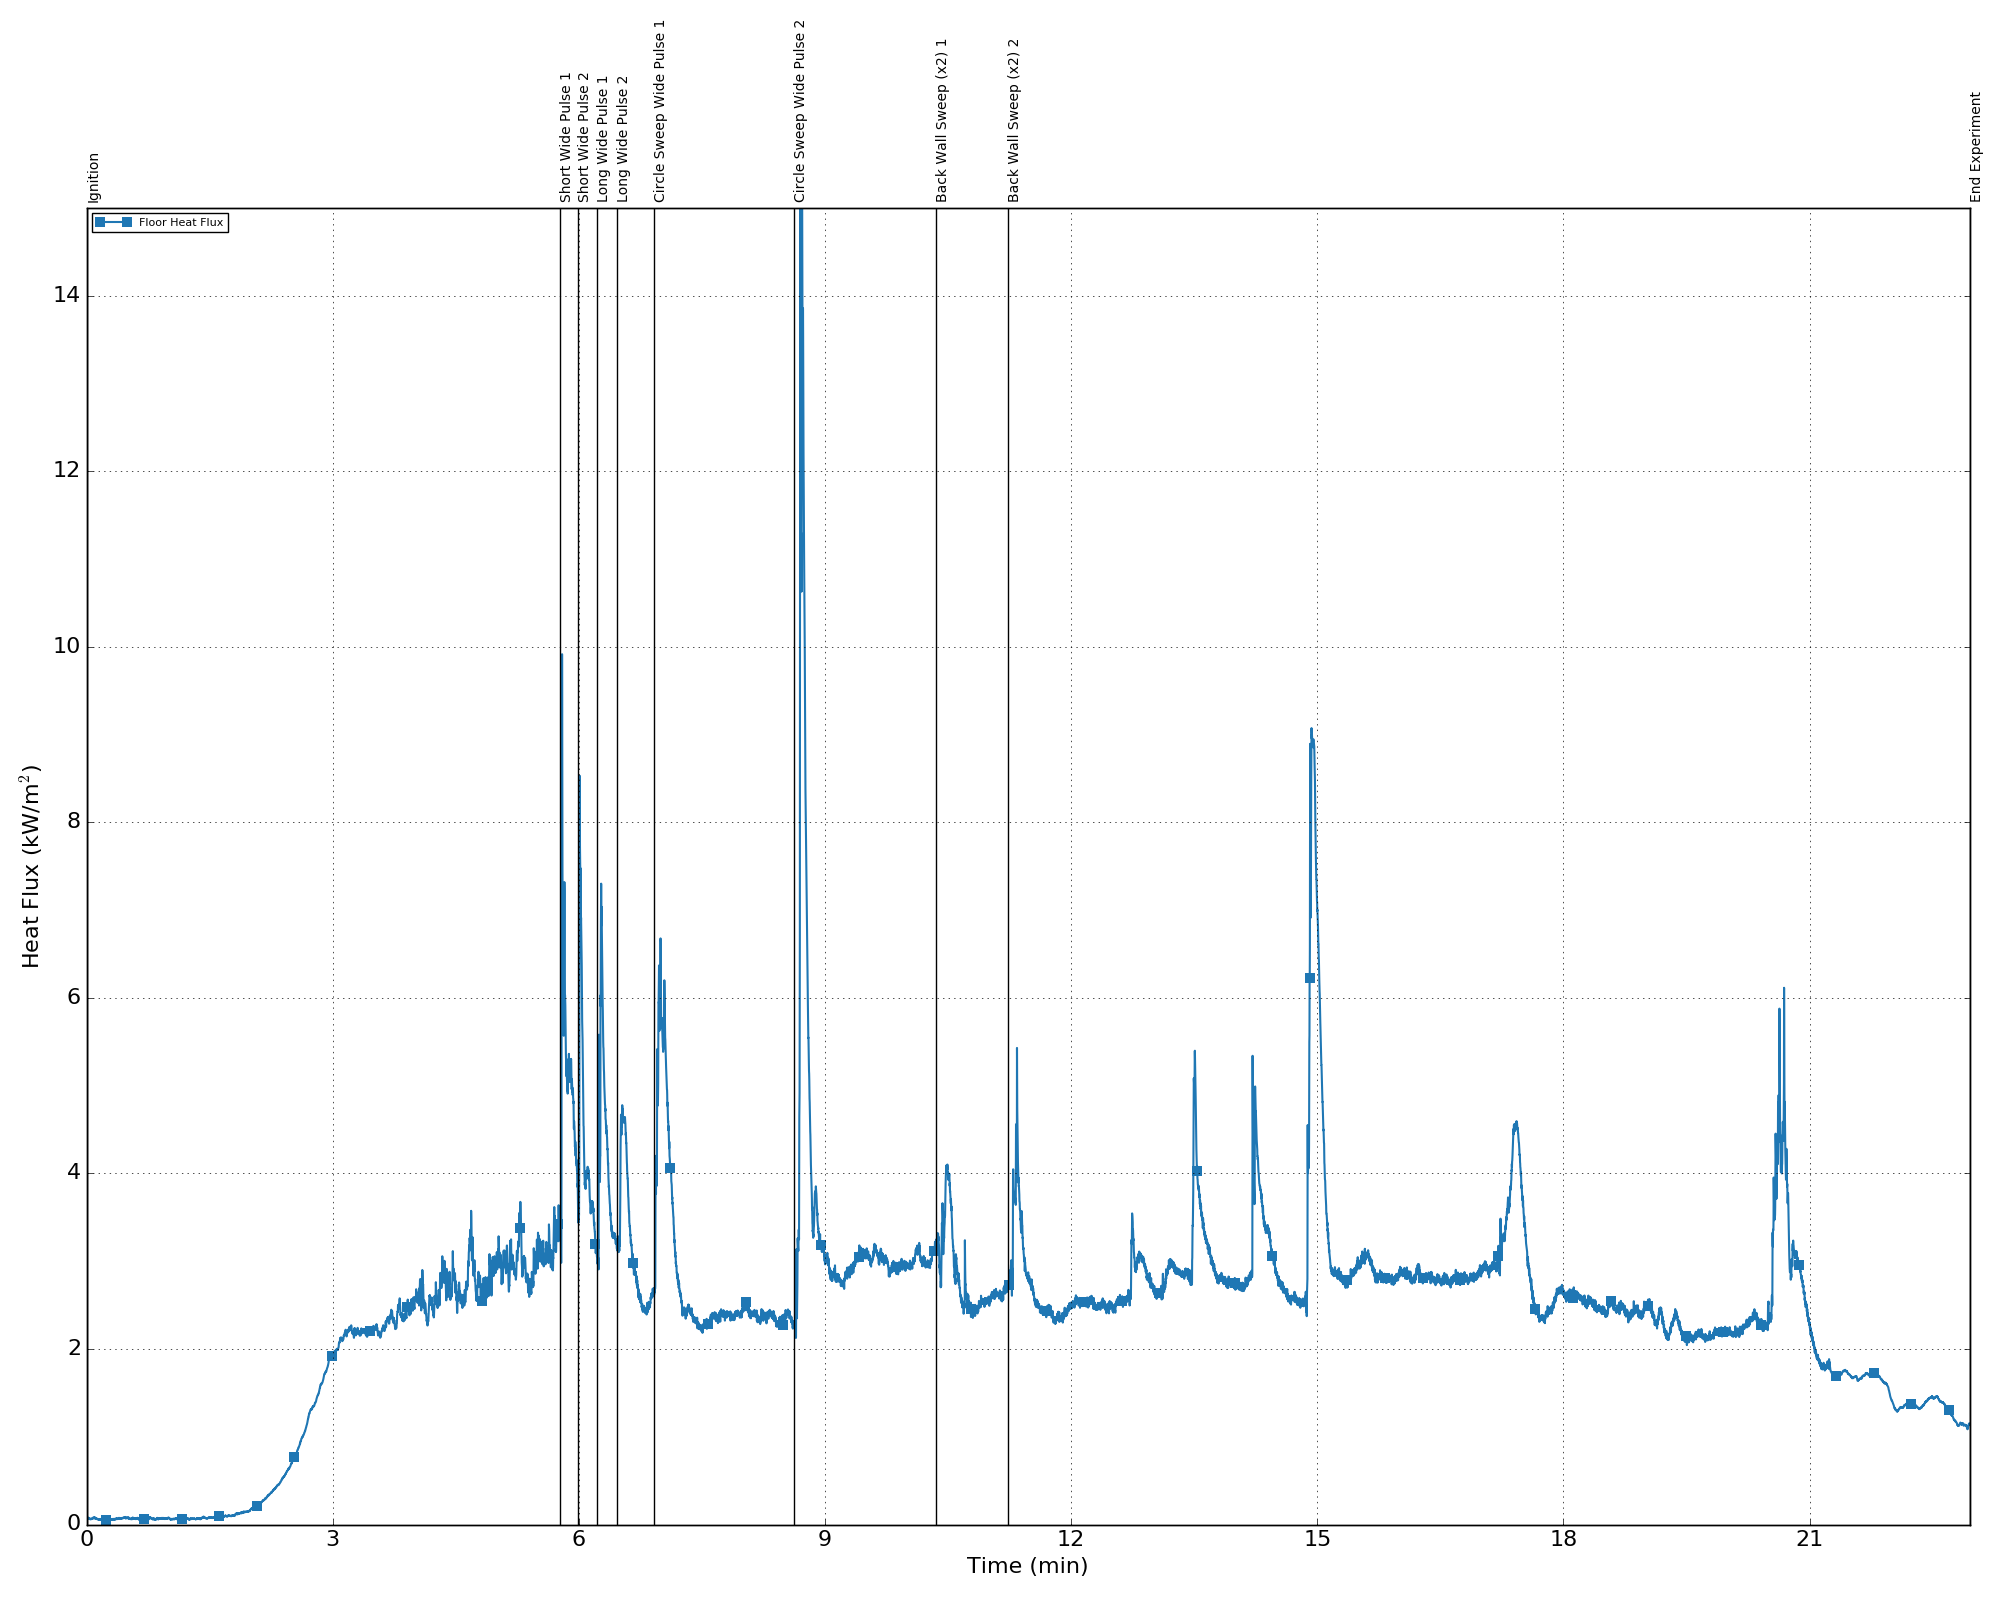 Ignition
Short Wide Pulse 1
Short Wide Pulse 2
Long Wide Pulse 1
Long Wide Pulse 2
Circle Sweep Wide Pulse 1
Circle Sweep Wide Pulse 2
Back Wall Sweep (x2) 1
Back Wall Sweep (x2) 2
End Experiment
Floor Heat Flux
14
12
10
8
6
4
2
0
Heat Flux (kW/m²)
0 3 6 9 12 15 18 21
Time (min)